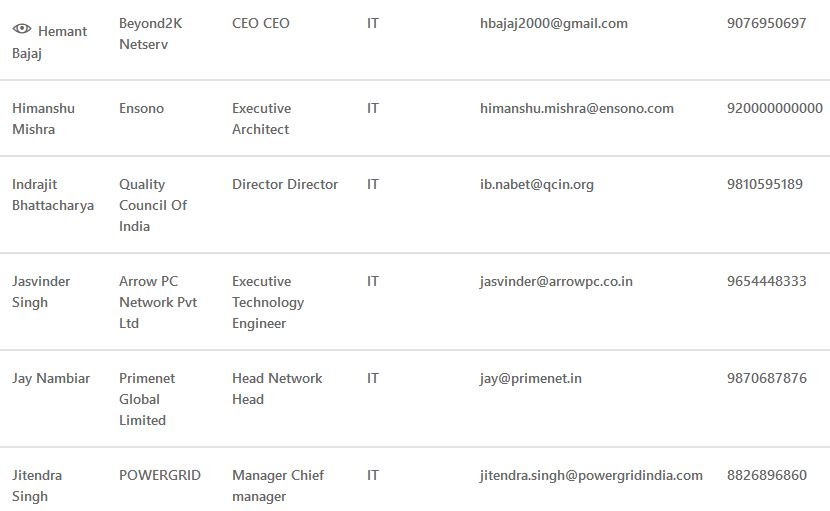 Hemant Bajaj	Beyond2K Netserv	CEO CEO	IT	hbajaj2000@gmail.com	9076950697
Himanshu Mishra	Ensono	Executive Architect	IT	himanshu.mishra@ensono.com	920000000000
Indrajit Bhattacharya	Quality Council Of India	Director Director	IT	ib.nabet@qcin.org	9810595189
Jasvinder Singh	Arrow PC Network Pvt Ltd	Executive Technology Engineer	IT	jasvinder@arrowpc.co.in	9654448333
Jay Nambiar	Primenet Global Limited	Head Network Head	IT	jay@primenet.in	9870687876
Jitendra Singh	POWERGRID	Manager Chief manager	IT	jitendra.singh@powergridindia.com	8826896860